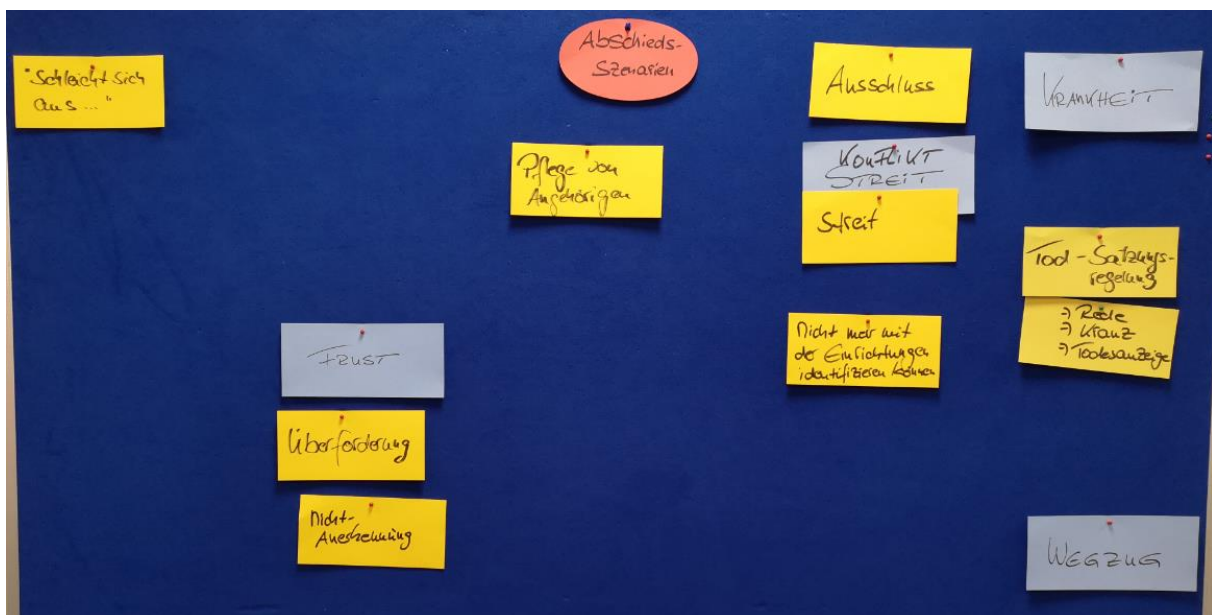 Abschieds-
Szenarien
"Schleicht sich
aus..."
Pflege von
Angehörigen
Frust
Überforderung
Nicht-
Anerkennung
Ausschluss
KONFLIKT
STREIT
Streit
Nicht mehr mit
der Einrichtungen
identifizieren können
KRANKHEIT
Tod - Satzungs-
regelung
=> Rede
=> Kranz
=> Todesanzeige
WEGZUG